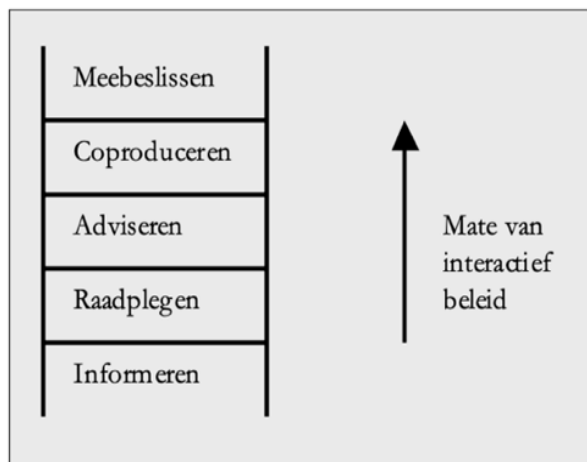 Meebeslissen
Coproduceren
Adviseren
Raadplegen
Informeren
Mate van
interactief
beleid